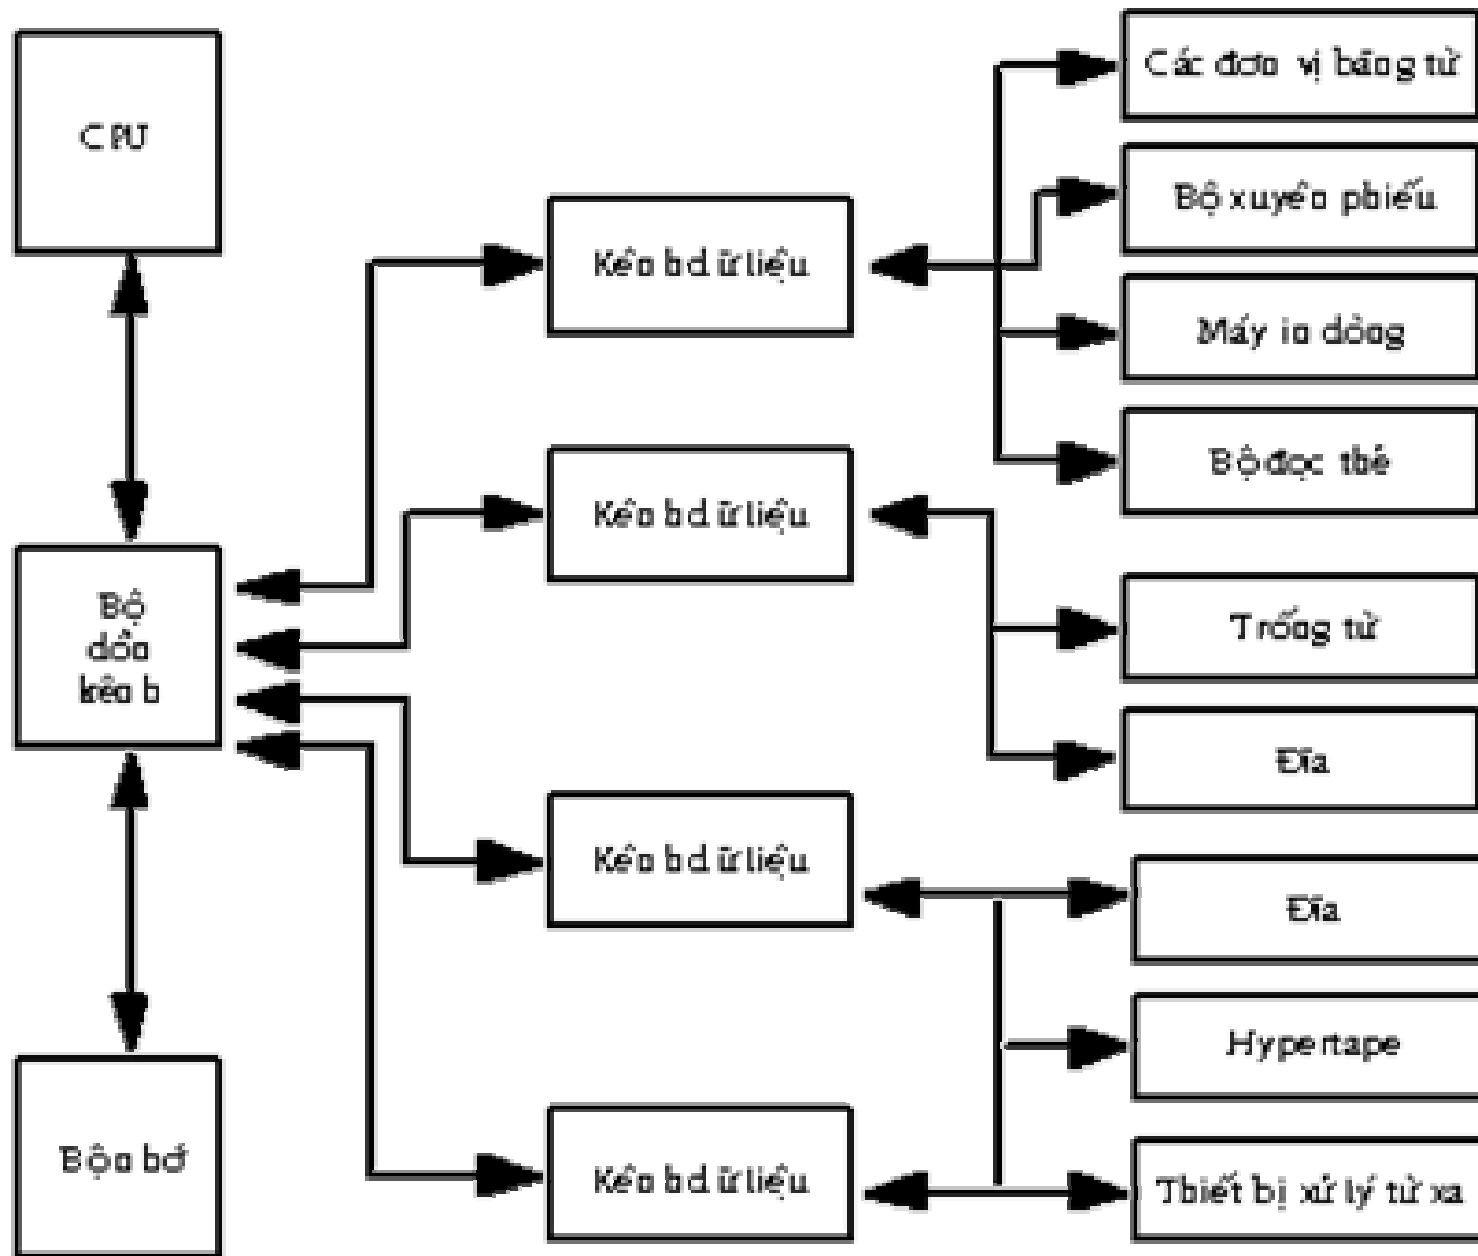 CPU
Bộ
dồn
kênh
Bộ nhớ
Kênh dữ liệu
Kênh dữ liệu
Kênh dữ liệu
Kênh dữ liệu
Các đơn vị băng từ
Bộ xuyên phiếu
Máy in dòng
Bộ đọc thẻ
Trống từ
Đĩa
Đĩa
Hypertape
Thiết bị xử lý từ xa